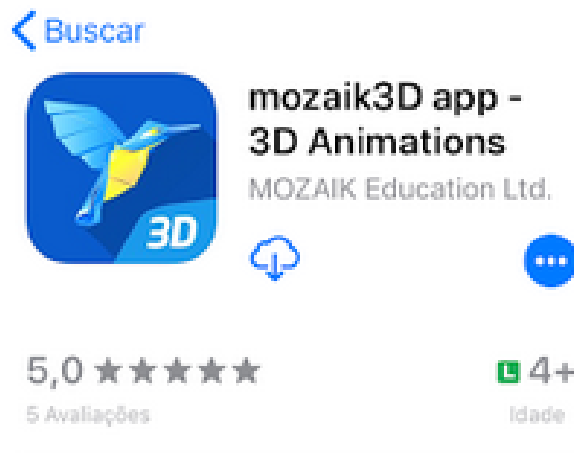 Buscar
mozaik3D app -
3D Animations
MOZAIK Education Ltd.
3D
5,0
L 4+
5 Avaliações
Idade